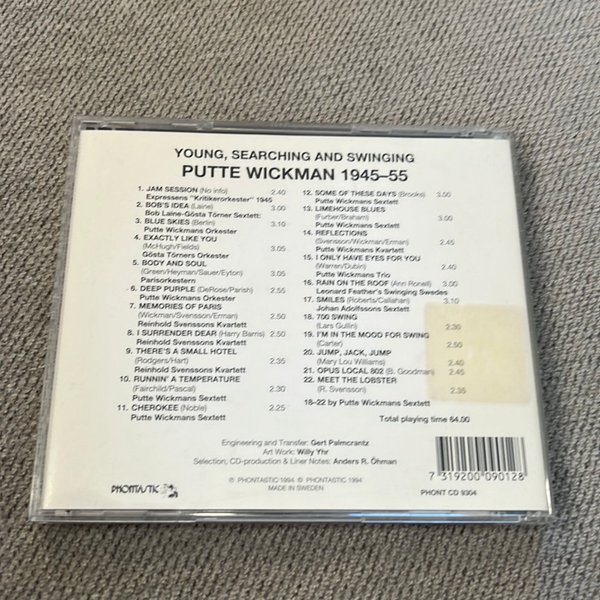 YOUNG, SEARCHING AND SWINGING
PUTTE WICKMAN 1945–55
1. JAM SESSION (No info) 2.40
Expressens "Kritikerorkester" 1945
2. BOB'S IDEA (Laine) 3.00
Bob Laine-Gösta Törner Sextett:
3. BLUE SKIES (Berlin) 3.10
Putte Wickmans Orkester
4. EXACTLY LIKE YOU
(McHugh/Fields) 3.05
Gösta Törners Orkester
5. BODY AND SOUL
(Green/Heyman/Sauer/Eyton) 3.05
Parisorkestern
6. DEEP PURPLE (DeRose/Parish) 2.55
Putte Wickmans Orkester
7. MEMORIES OF PARIS
(Wickman/Svensson/Erman) 2.50
Reinhold Svenssons Kvartett
8. I SURRENDER DEAR (Harry Barris) 2.50
Reinhold Svenssons Kvartett
9. THERE'S A SMALL HOTEL
(Rodgers/Hart) 2.35
Reinhold Svenssons Kvartett
10. RUNNIN' A TEMPERATURE
(Fairchild/Pascal) 2.30
Putte Wickmans Sextett
11. CHEROKEE (Noble) 2.25
Putte Wickmans Sextett
12. SOME OF THESE DAYS (Brooks) 3.00
Putte Wickmans Sextett
13. LIMEHOUSE BLUES
(Furber/Braham) 3.00
Putte Wickmans Sextett
14. REFLECTIONS
(Svensson/Wickman/Erman) 2.45
Putte Wickmans Kvartett
15. I ONLY HAVE EYES FOR YOU
(Warren/Dubin) 2.40
Putte Wickmans Trio
16. RAIN ON THE ROOF (Ann Ronell) 3.00
Leonard Feather's Swinging Swedes
17. SMILES (Roberts/Callahan) 3.10
Johan Adolfssons Sextett
18. 700 SWING
(Lars Gullin) 2.30
19. I'M IN THE MOOD FOR SWING
(Carter) 2.50
20. JUMP, JACK, JUMP
(Mary Lou Williams) 2.40
21. OPUS LOCAL 802 (B. Goodman) 2.45
22. MEET THE LOBSTER
(R. Svensson) 2.35
18–22 by Putte Wickmans Sextett
Total playing time 64.00
Engineering and Transfer: Gert Palmcrantz
Art Work: Willy Yhr
Selection, CD-production & Liner Notes: Anders R. Öhman
PHONTASTIC
℗ PHONTASTIC 1994 © PHONTASTIC 1994
MADE IN SWEDEN
7 319200 090128
PHONT CD 9304